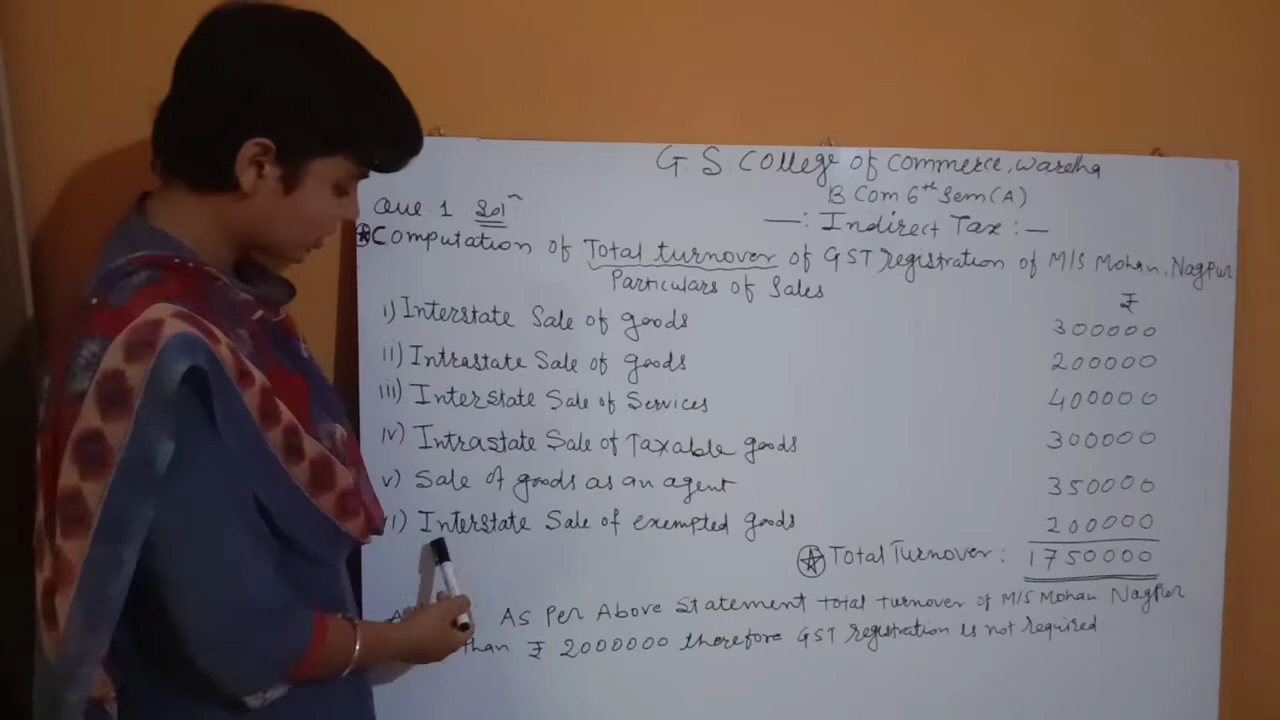 G. S. College of Commerce, Wardha
B Com 6th Sem (A)
Que. 1 Soln
—: Indirect Tax :—
Computation of Total turnover of GST registration of M/S Mohan, Nagpur
Particulars of Sales
₹
i) Interstate Sale of goods 300000
ii) Intrastate Sale of goods 200000
iii) Interstate Sale of Services 400000
iv) Intrastate Sale of Taxable goods 300000
v) Sale of goods as an agent 350000
Interstate Sale of exempted goods 200000
Total Turnover : 1750000
As Per Above Statement total turnover of M/S Mohan Nagpur
than ₹ 2000000 therefore GST registration is not required